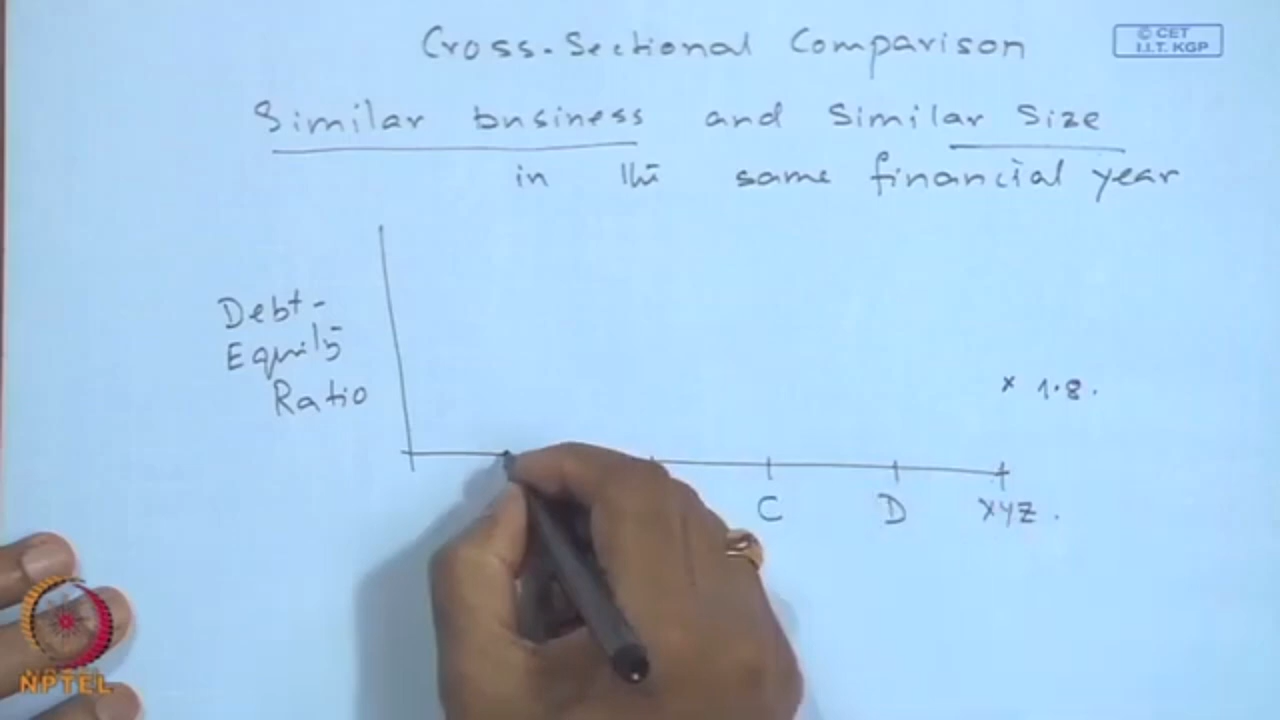 Cross-Sectional Comparison
© CET
I.I.T. KGP
Similar business and Similar Size
in the same financial year
Debt-
Equity
Ratio
x 1.8.
C D XYZ.
NPTEL